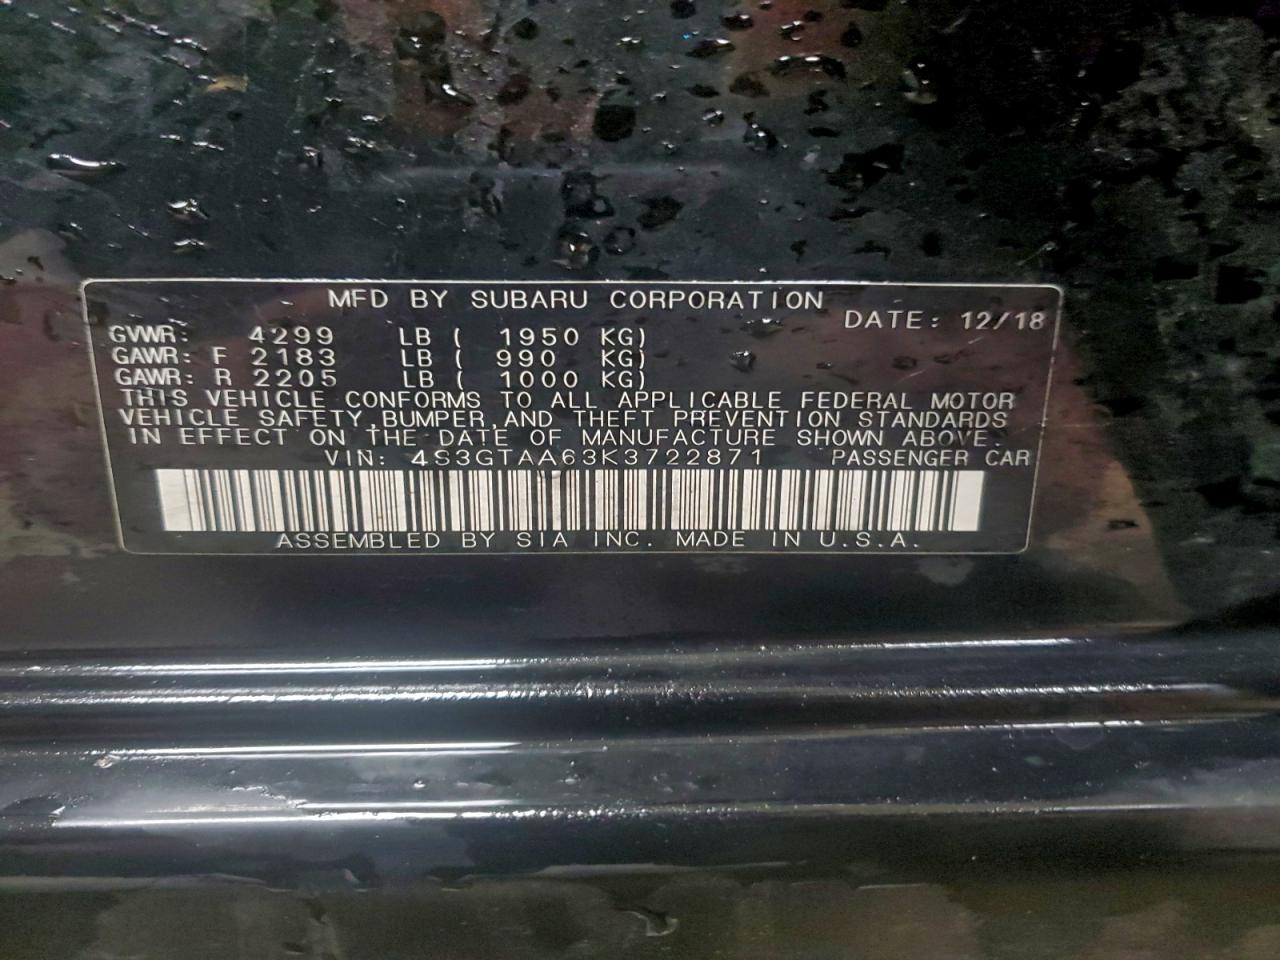 MFD BY SUBARU CORPORATION
DATE: 12/18
GVWR: 4299 LB ( 1950 KG)
GAWR: F 2183 LB ( 990 KG)
GAWR: R 2205 LB ( 1000 KG)
THIS VEHICLE CONFORMS TO ALL APPLICABLE FEDERAL MOTOR
VEHICLE SAFETY,BUMPER,AND THEFT PREVENTION STANDARDS
IN EFFECT ON THE DATE OF MANUFACTURE SHOWN ABOVE.
VIN: 4S3GTAA63K3722871 PASSENGER CAR
ASSEMBLED BY SIA INC. MADE IN U.S.A.